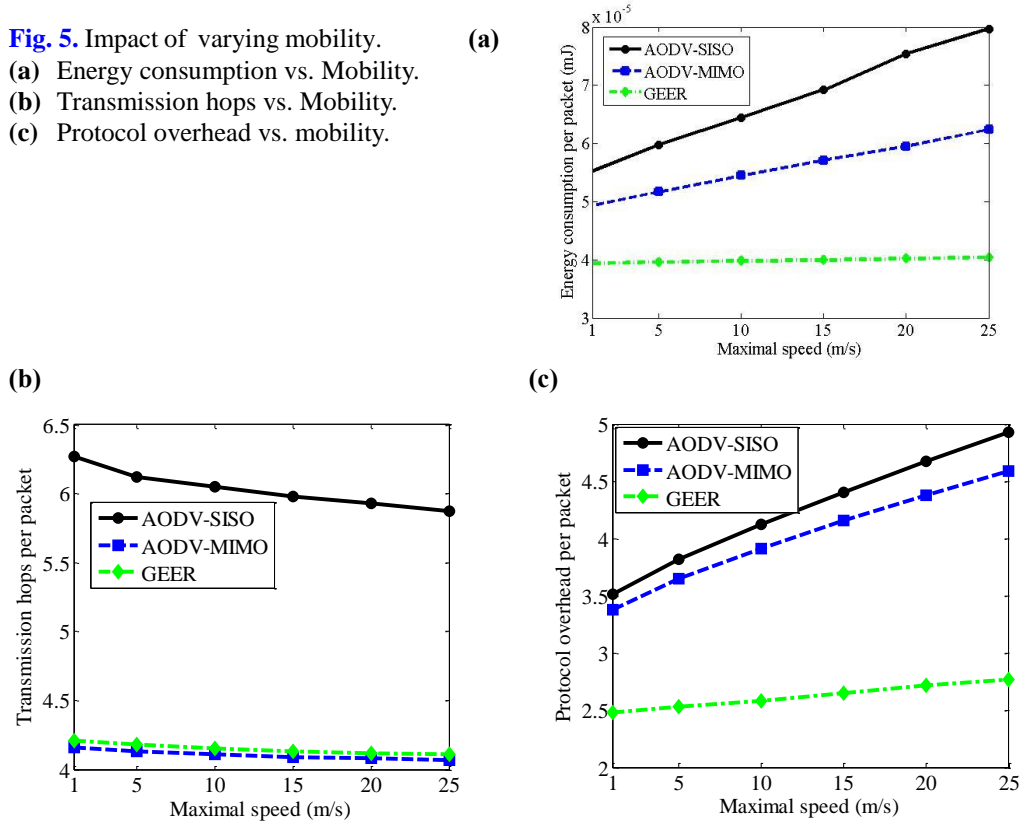 Fig. 5. Impact of varying mobility.
(a) Energy consumption vs. Mobility.
(b) Transmission hops vs. Mobility.
(c) Protocol overhead vs. mobility.
(a)
x 10^-5
8
7
6
5
4
3
Energy consumption per packet (mJ)
AODV-SISO
AODV-MIMO
GEER
1 5 10 15 20 25
Maximal speed (m/s)
(b)
6.5
6
5.5
5
4.5
4
Transmission hops per packet
AODV-SISO
AODV-MIMO
GEER
1 5 10 15 20 25
Maximal speed (m/s)
(c)
5
4.5
4
3.5
3
2.5
2
Protocol overhead per packet
AODV-SISO
AODV-MIMO
GEER
1 5 10 15 20 25
Maximal speed (m/s)